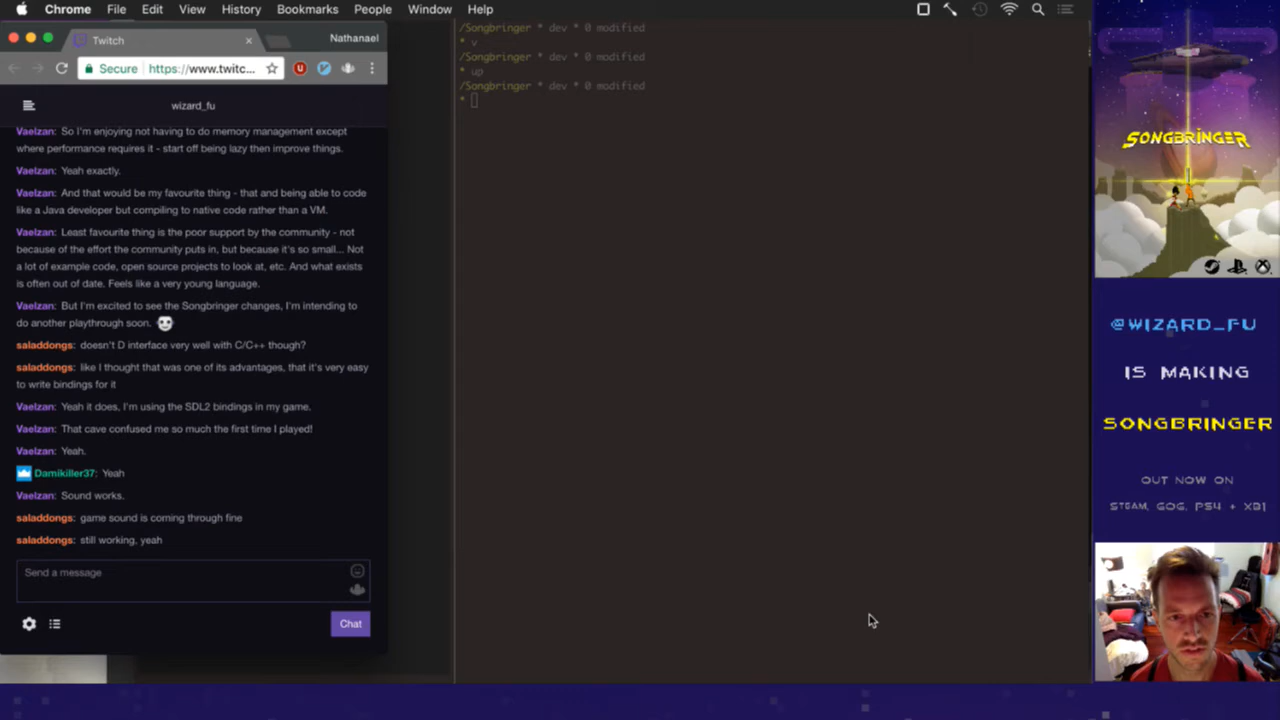 Chrome File Edit View History Bookmarks People Window Help
Twitch
Nathanael
Secure https://www.twitc...
wizard_fu
Vaelzan: So I'm enjoying not having to do memory management except
where performance requires it - start off being lazy then improve things.
Vaelzan: Yeah exactly.
Vaelzan: And that would be my favourite thing - that and being able to code
like a Java developer but compiling to native code rather than a VM.
Vaelzan: Least favourite thing is the poor support by the community - not
because of the effort the community puts in, but because it's so small... Not
a lot of example code, open source projects to look at, etc. And what exists
is often out of date. Feels like a very young language.
Vaelzan: But I'm excited to see the Songbringer changes, I'm intending to
do another playthrough soon.
saladdongs: doesn't D interface very well with C/C++ though?
saladdongs: like I thought that was one of its advantages, that it's very easy
to write bindings for it
Vaelzan: Yeah it does, I'm using the SDL2 bindings in my game.
Vaelzan: That cave confused me so much the first time I played!
Vaelzan: Yeah.
Damikiller37: Yeah
Vaelzan: Sound works.
saladdongs: game sound is coming through fine
saladdongs: still working, yeah
Send a message
Chat
/Songbringer * dev * 0 modified
* v
/Songbringer * dev * 0 modified
* up
/Songbringer * dev * 0 modified
*
SONGBRINGER
@WIZARD_FU
IS MAKING
SONGBRINGER
OUT NOW ON
STEAM, GOG, PS4 + XB1